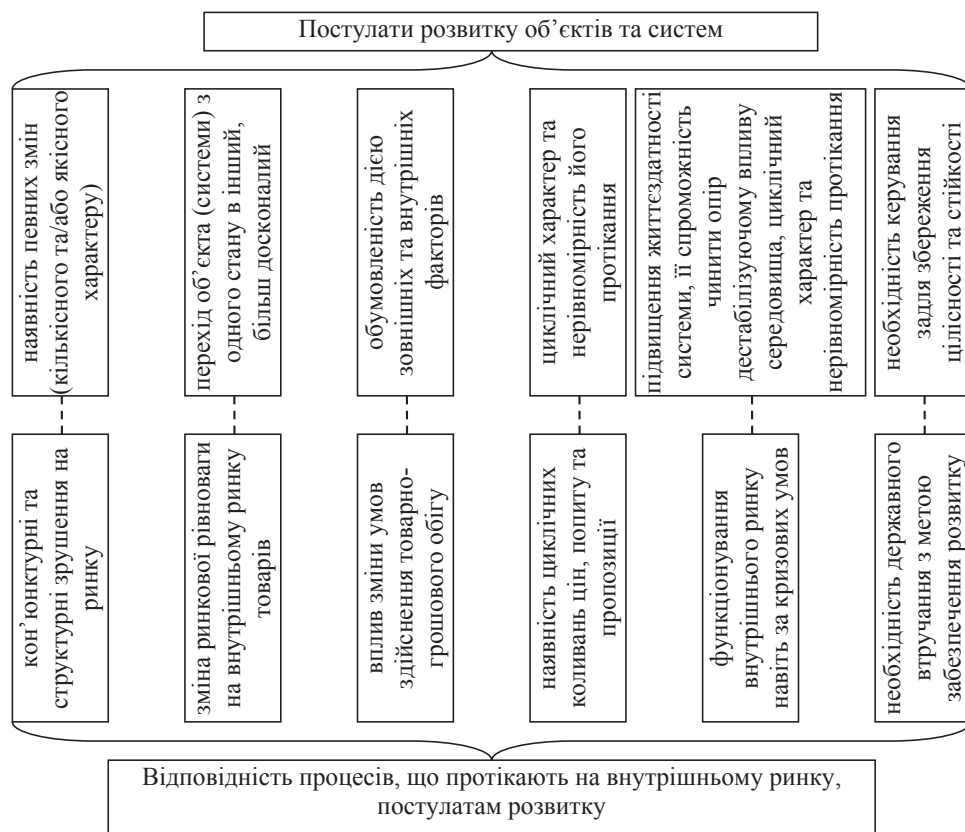 Постулати розвитку об’єктів та систем
наявність певних змін
(кількісного та/або якісного
характеру)
перехід об’єкта (системи) з
одного стану в інший,
більш досконалий
обумовленість дією
зовнішніх та внутрішніх
факторів
циклічний характер та
нерівномірність його
протікання
підвищення життєздатності
системи, її спроможність
чинити опір
дестабілізуючому впливу
середовища, циклічний
характер та
нерівномірність протікання
необхідність керування
задля збереження
цілісності та стійкості
кон’юнктурні та
структурні зрушення на
ринку
зміна ринкової рівноваги
на внутрішньому ринку
товарів
вплив зміни умов
здійснення товарно-
грошового обігу
наявність циклічних
коливань цін, попиту та
пропозиції
функціонування
внутрішнього ринку
навіть за кризових умов
необхідність державного
втручання з метою
забезпечення розвитку
Відповідність процесів, що протікають на внутрішньому ринку,
постулатам розвитку